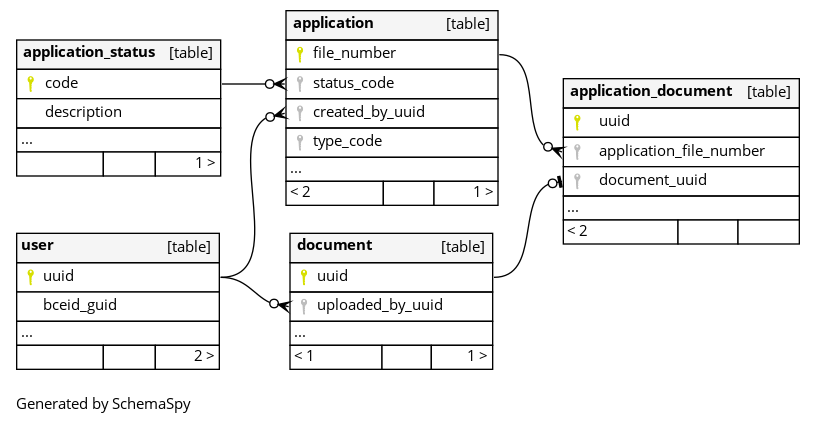 application_status [table]
code
description
...
1 >
application [table]
file_number
status_code
created_by_uuid
type_code
...
< 2 1 >
application_document [table]
uuid
application_file_number
document_uuid
...
< 2
user [table]
uuid
bceid_guid
...
2 >
document [table]
uuid
uploaded_by_uuid
...
< 1 1 >
Generated by SchemaSpy